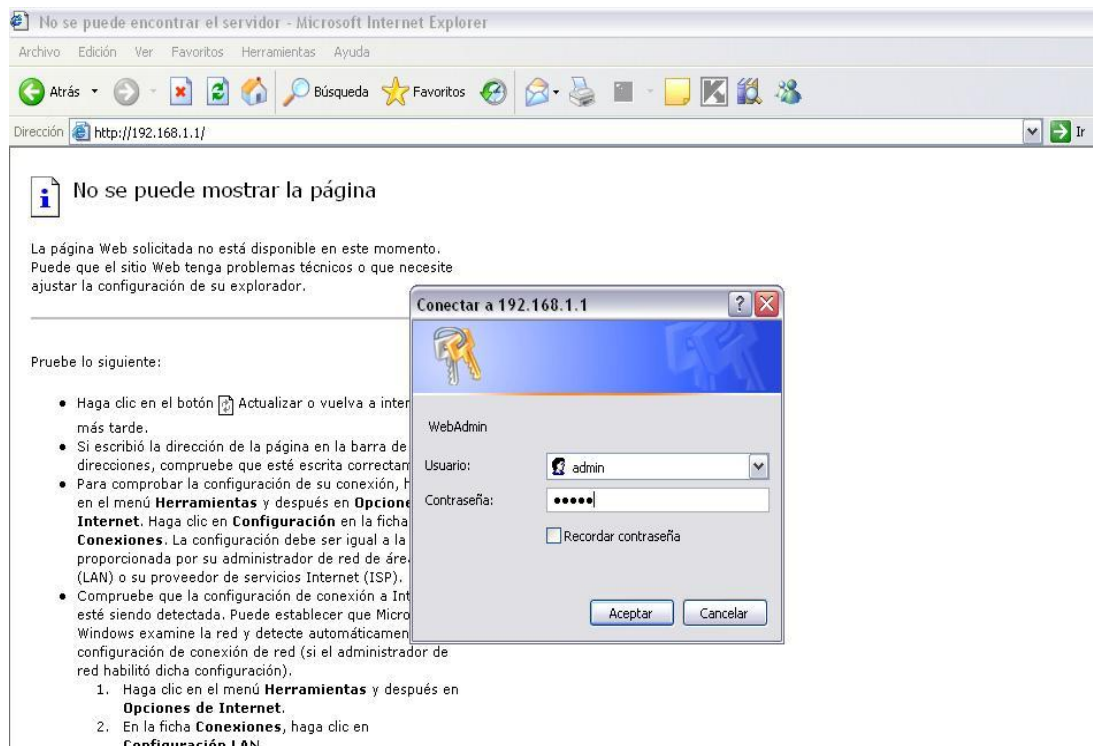 No se puede encontrar el servidor - Microsoft Internet Explorer
Archivo Edición Ver Favoritos Herramientas Ayuda
Atrás Búsqueda Favoritos
Dirección http://192.168.1.1/ Ir
No se puede mostrar la página
La página Web solicitada no está disponible en este momento.
Puede que el sitio Web tenga problemas técnicos o que necesite
ajustar la configuración de su explorador.
Pruebe lo siguiente:
Haga clic en el botón Actualizar o vuelva a inter
más tarde.
Si escribió la dirección de la página en la barra de
direcciones, compruebe que esté escrita correctam
Para comprobar la configuración de su conexión, h
en el menú Herramientas y después en Opcione
Internet. Haga clic en Configuración en la ficha
Conexiones. La configuración debe ser igual a la
proporcionada por su administrador de red de áre
(LAN) o su proveedor de servicios Internet (ISP).
Compruebe que la configuración de conexión a Int
esté siendo detectada. Puede establecer que Micro
Windows examine la red y detecte automáticamen
configuración de conexión de red (si el administrador de
red habilitó dicha configuración).
1. Haga clic en el menú Herramientas y después en
Opciones de Internet.
2. En la ficha Conexiones, haga clic en
Configuración LAN
Conectar a 192.168.1.1
WebAdmin
Usuario: admin
Contraseña: •••••
Recordar contraseña
Aceptar Cancelar